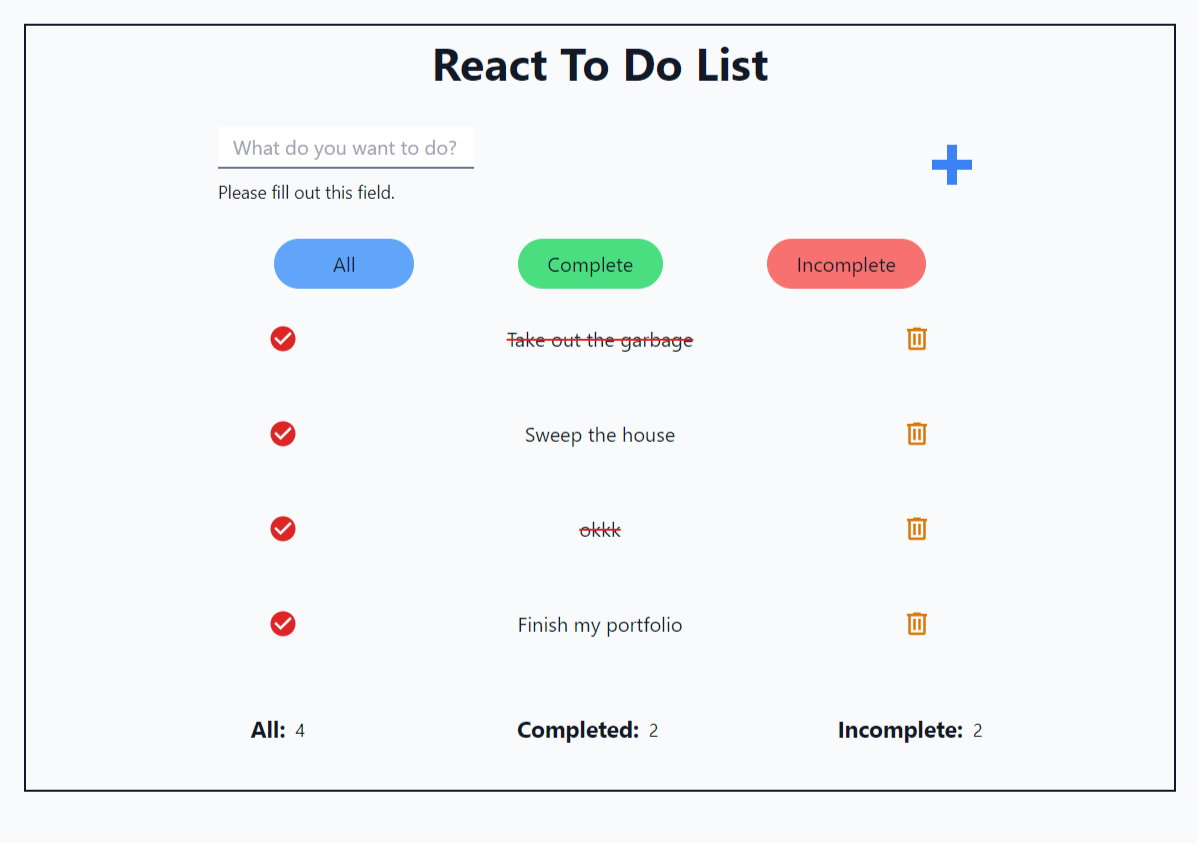 React To Do List
What do you want to do?
Please fill out this field.
All
Complete
Incomplete
Take out the garbage
Sweep the house
okkk
Finish my portfolio
All: 4
Completed: 2
Incomplete: 2